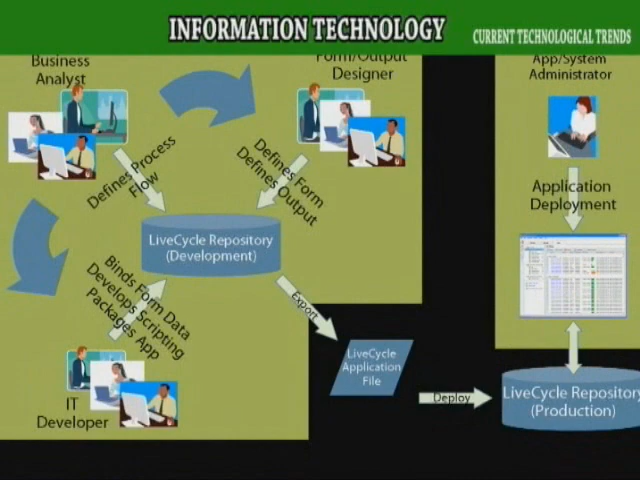 INFORMATION TECHNOLOGY
CURRENT TECHNOLOGICAL TRENDS
Business
Analyst
Form/Output
Designer
App/System
Administrator
Defines Process
Flow
Defines Form
Defines Output
Application
Deployment
LiveCycle Repository
(Development)
Binds Form Data
Develops Scripting
Packages App
Export
LiveCycle
Application
File
IT
Developer
Deploy
LiveCycle Repository
(Production)